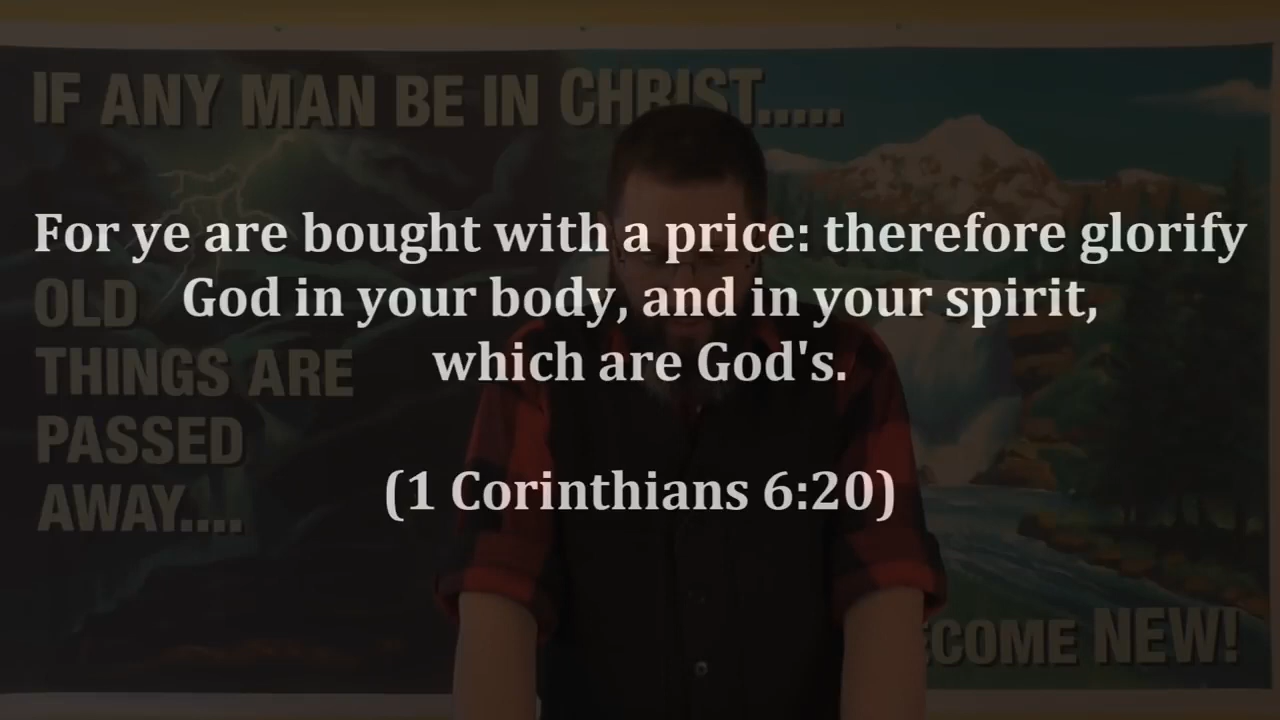 IF ANY MAN BE IN CHRIST.....
For ye are bought with a price: therefore glorify
God in your body, and in your spirit,
which are God's.
(1 Corinthians 6:20)
OLD
THINGS ARE
PASSED
AWAY....
NEW!